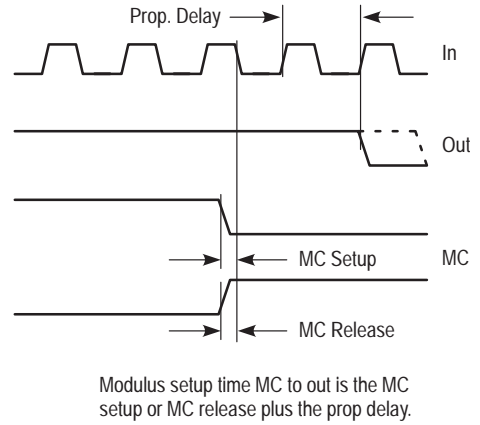 Prop. Delay
In
Out
MC Setup
MC
MC Release
Modulus setup time MC to out is the MC
setup or MC release plus the prop delay.